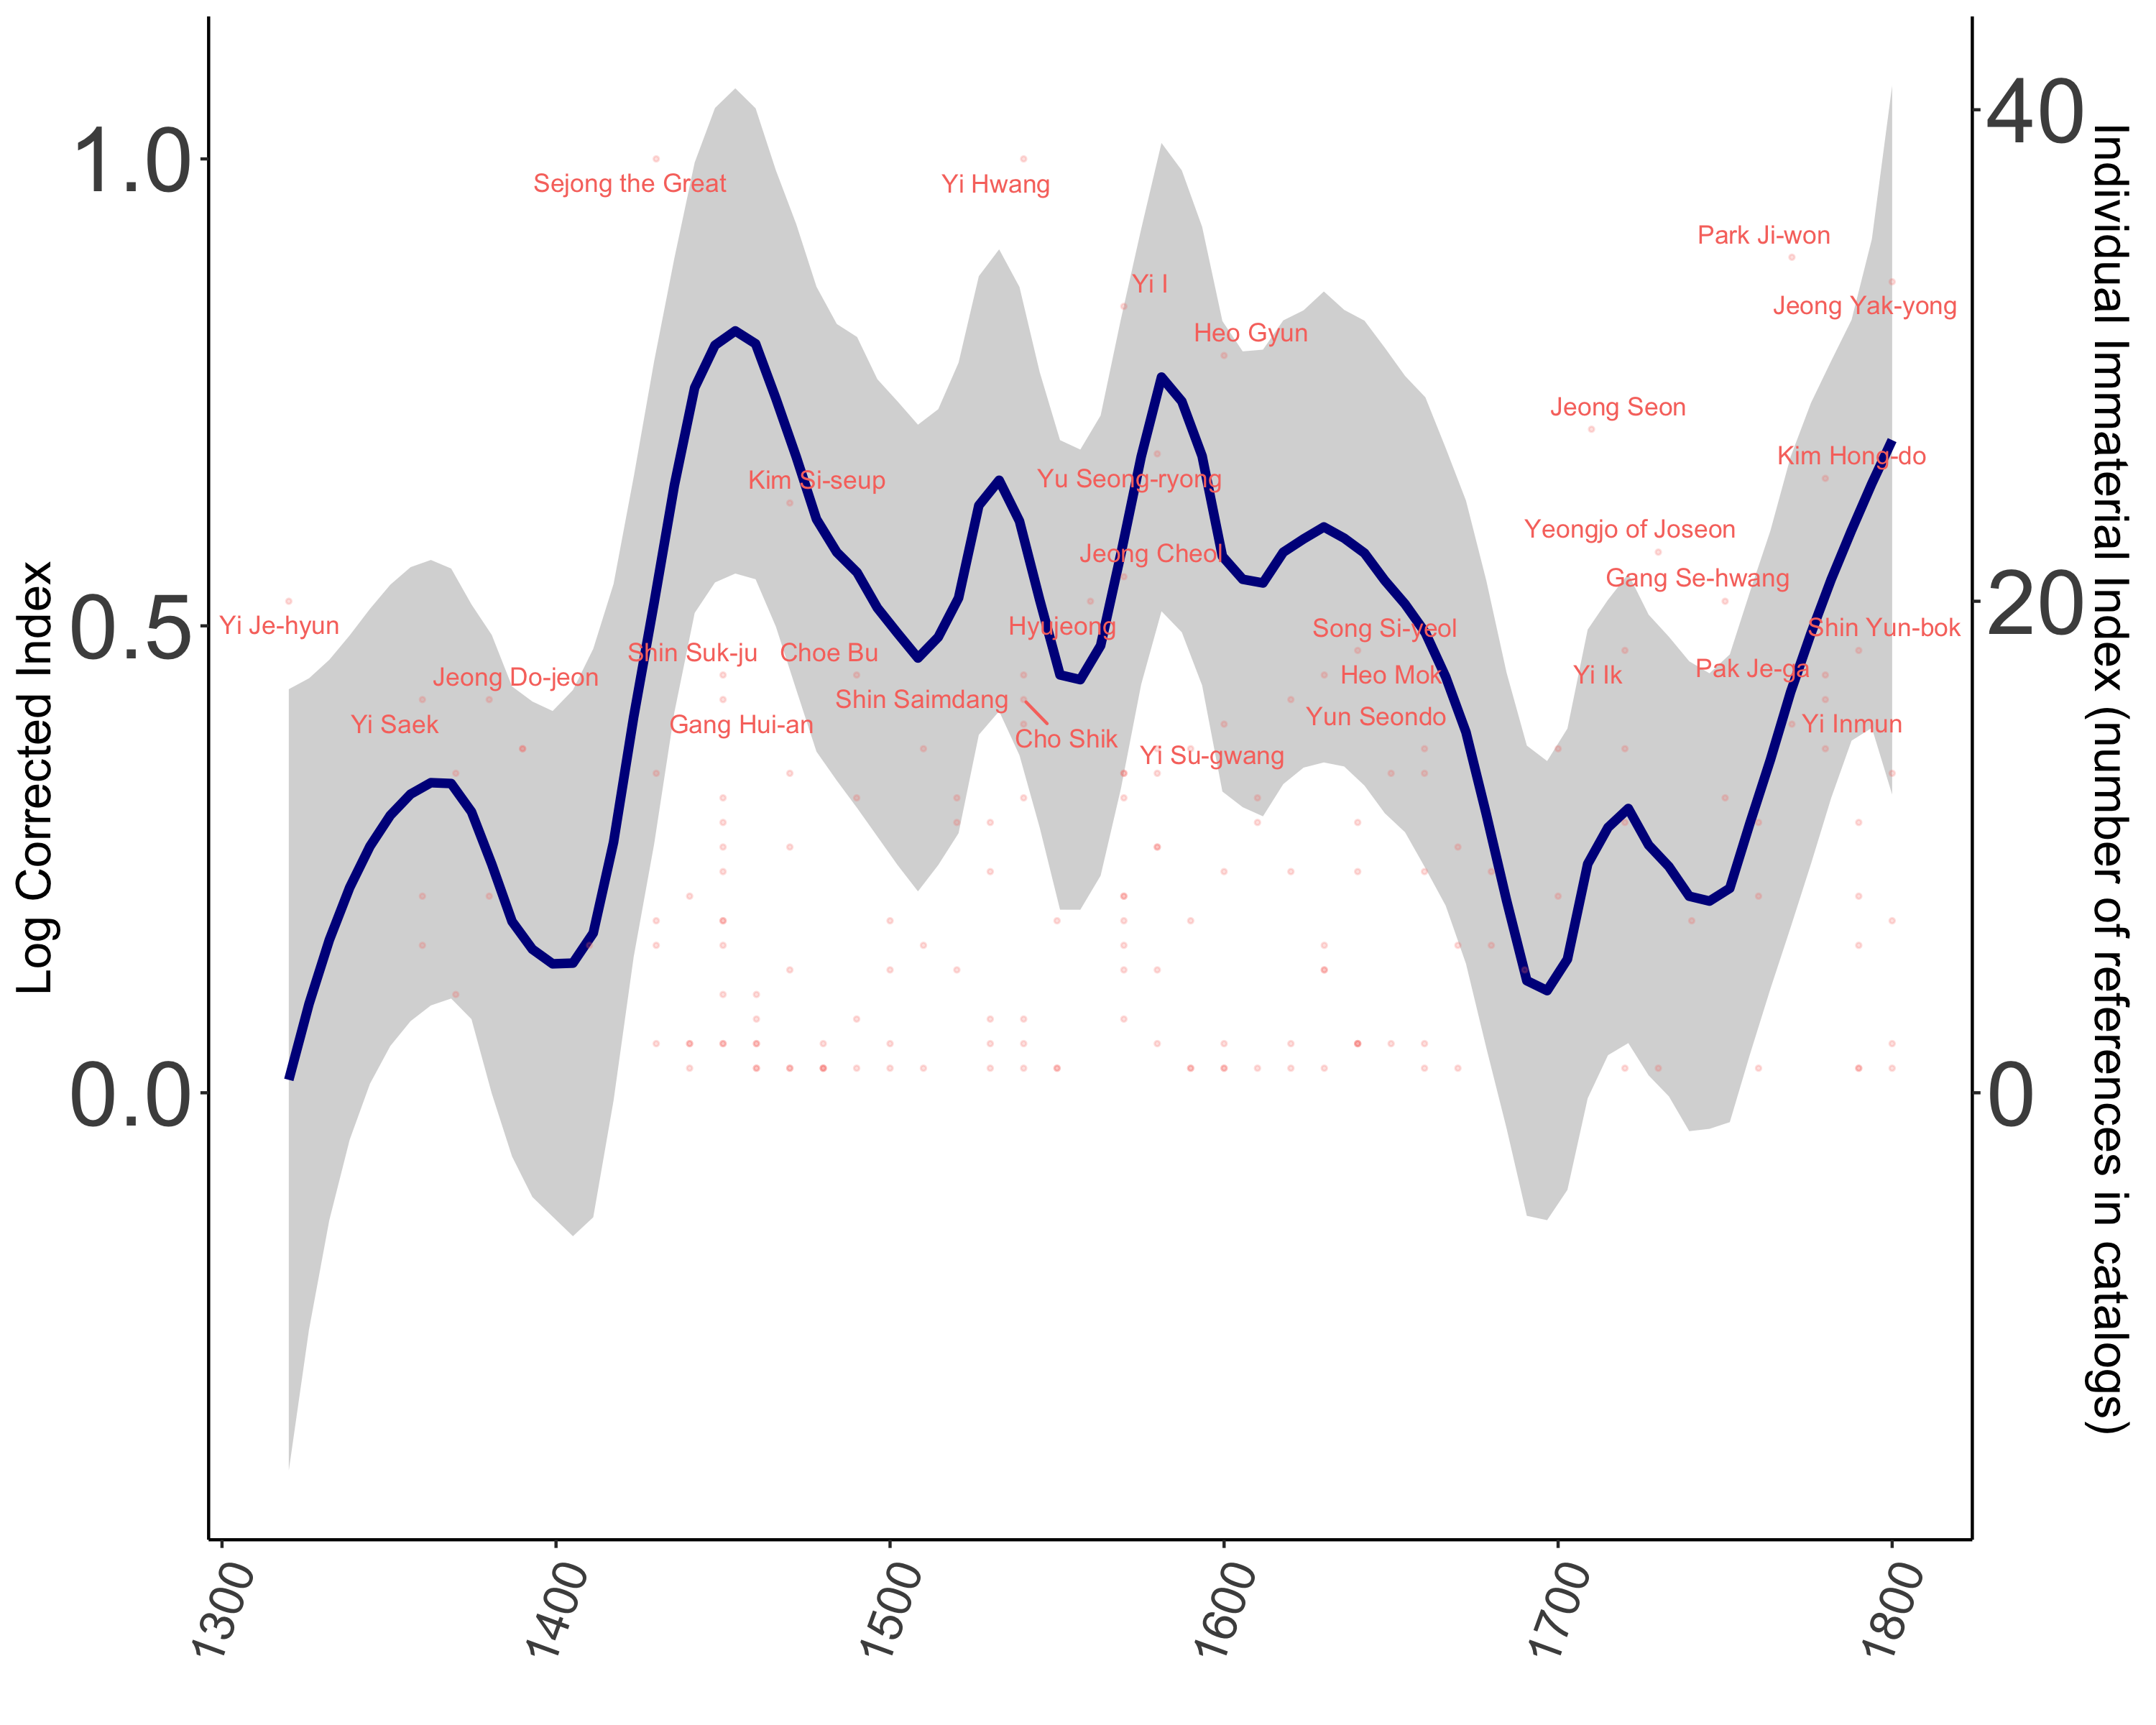 1.0
0.5
0.0
Log Corrected Index
40
20
0
Individual Immaterial Index (number of references in catalogs)
1300
1400
1500
1600
1700
1800
Sejong the Great
Yi Hwang
Park Ji-won
Yi I
Jeong Yak-yong
Heo Gyun
Jeong Seon
Kim Hong-do
Kim Si-seup
Yu Seong-ryong
Yeongjo of Joseon
Jeong Cheol
Gang Se-hwang
Yi Je-hyun
Hyujeong
Song Si-yeol
Shin Yun-bok
Shin Suk-ju
Choe Bu
Pak Je-ga
Jeong Do-jeon
Heo Mok
Yi Ik
Shin Saimdang
Yun Seondo
Yi Saek
Gang Hui-an
Yi Inmun
Cho Shik
Yi Su-gwang